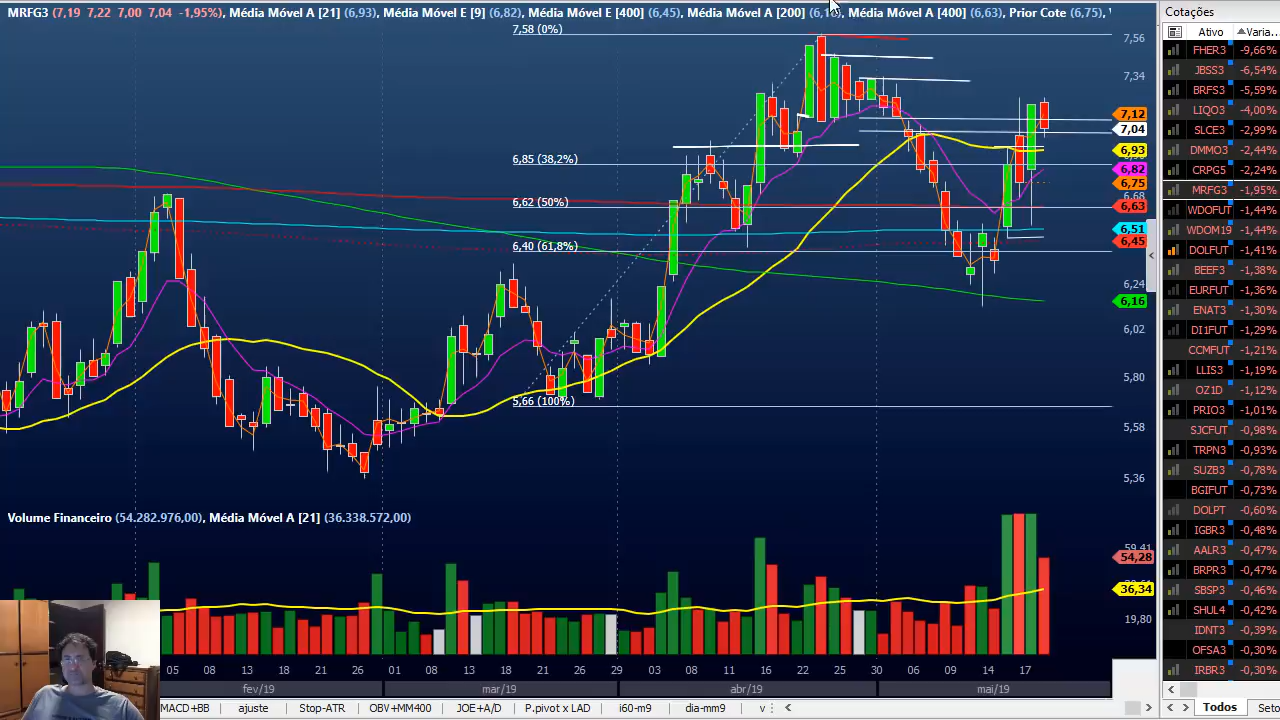 MRFG3 (7,19 7,22 7,00 7,04 -1,95%), Média Móvel A [21] (6,93), Média Móvel E [9] (6,82), Média Móvel E [400] (6,45), Média Móvel A [200] (6,16), Média Móvel A [400] (6,63), Prior Cote (6,75),
7,58 (0%)
6,85 (38,2%)
6,62 (50%)
6,40 (61,8%)
5,66 (100%)
7,56
7,34
7,12
7,04
6,93
6,82
6,75
6,68
6,63
6,51
6,45
6,24
6,16
6,02
5,80
5,58
5,36
Volume Financeiro (54.282.976,00), Média Móvel A [21] (36.338.572,00)
59,41
54,28
36,34
19,80
05 08 13 18 21 26 01 08 13 18 21 26 29 03 08 11 16 22 25 30 06 09 14 17
fev/19 mar/19 abr/19 mai/19
MACD+BB ajuste Stop-ATR OBV+MM400 JOE+A/D P.pivot x LAD i60-m9 dia-mm9 v
Cotações
Ativo Varia...
FHER3 -9,66%
JBSS3 -6,54%
BRFS3 -5,59%
LIQO3 -4,00%
SLCE3 -2,99%
DMMO3 -2,44%
CRPG5 -2,24%
MRFG3 -1,95%
WDOFUT -1,44%
WDOM19 -1,44%
DOLFUT -1,41%
BEEF3 -1,38%
EURFUT -1,36%
ENAT3 -1,30%
DI1FUT -1,29%
CCMFUT -1,21%
LLIS3 -1,19%
OZ1D -1,12%
PRIO3 -1,01%
SJCFUT -0,98%
TRPN3 -0,93%
SUZB3 -0,78%
BGIFUT -0,73%
DOLPT -0,60%
IGBR3 -0,48%
AALR3 -0,47%
BRPR3 -0,47%
SBSP3 -0,46%
SHUL4 -0,42%
IDNT3 -0,39%
OFSA3 -0,30%
IRBR3 -0,30%
Todos Seto